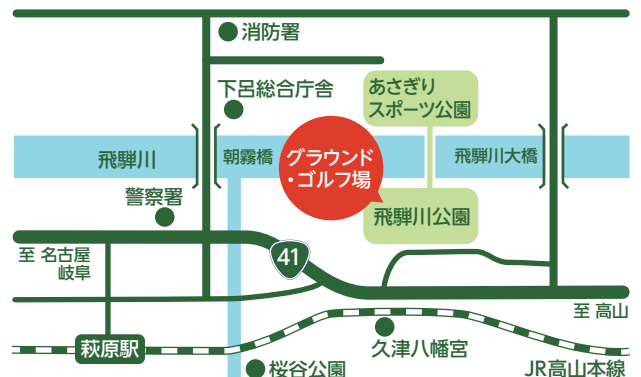 消防署
下呂総合庁舎
あさぎり
スポーツ公園
飛騨川
朝霧橋
グラウンド
・ゴルフ場
飛騨川大橋
警察署
飛騨川公園
至 名古屋
岐阜
41
至 高山
萩原駅
久津八幡宮
桜谷公園
JR高山本線